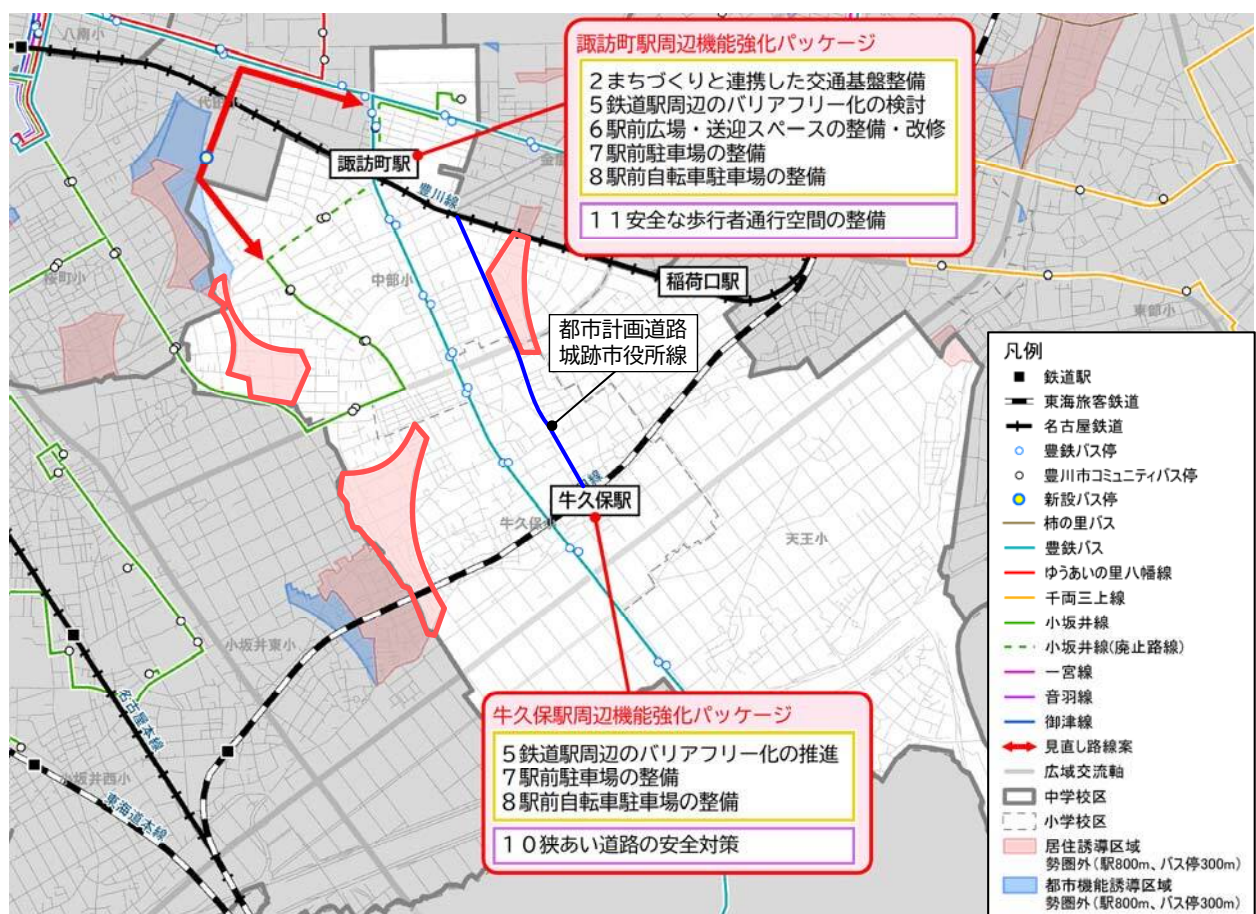 八南小
代田小
諏訪町駅周辺機能強化パッケージ
2まちづくりと連携した交通基盤整備
5鉄道駅周辺のバリアフリー化の検討
6駅前広場・送迎スペースの整備・改修
7駅前駐車場の整備
8駅前自転車駐車場の整備
11安全な歩行者通行空間の整備
諏訪町駅
豊川線
桜町小
中部小
稲荷口駅
東部小
都市計画道路
城跡市役所線
牛久保駅
牛久保小
天王小
小坂井東小
名古屋本線
小坂井西小
東海道本線
牛久保駅周辺機能強化パッケージ
5鉄道駅周辺のバリアフリー化の推進
7駅前駐車場の整備
8駅前自転車駐車場の整備
10狭あい道路の安全対策
凡例
鉄道駅
東海旅客鉄道
名古屋鉄道
豊鉄バス停
豊川市コミュニティバス停
新設バス停
柿の里バス
豊鉄バス
ゆうあいの里八幡線
千両三上線
小坂井線
小坂井線(廃止路線)
一宮線
音羽線
御津線
見直し路線案
広域交流軸
中学校区
小学校区
居住誘導区域
勢圏外(駅800m、バス停300m)
都市機能誘導区域
勢圏外(駅800m、バス停300m)